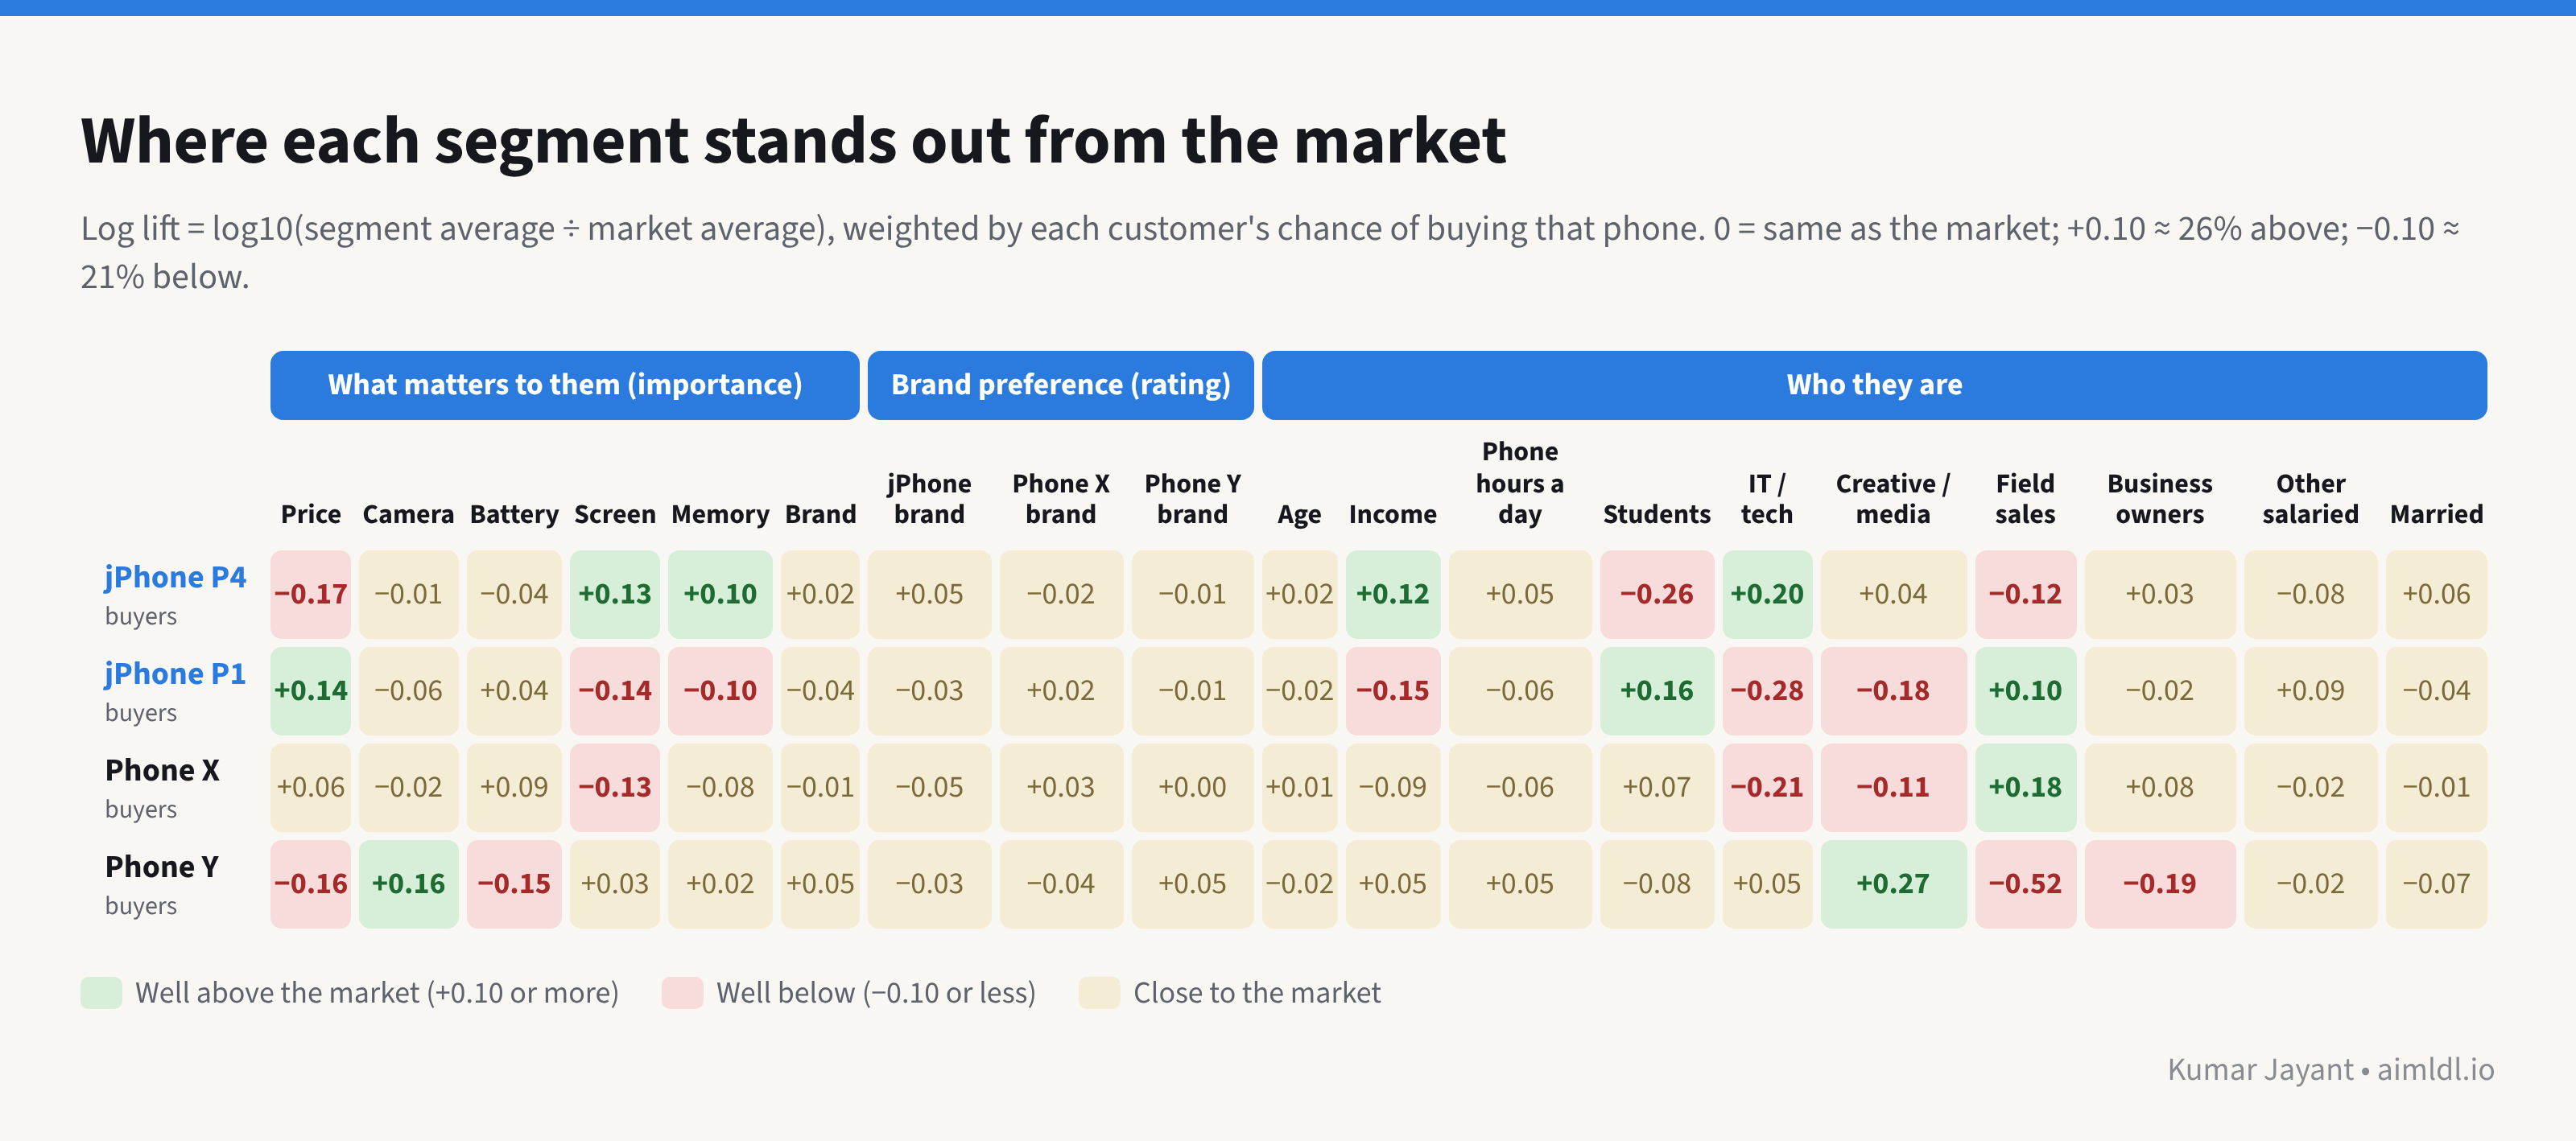 Where each segment stands out from the market
Log lift = log10(segment average ÷ market average), weighted by each customer's chance of buying that phone. 0 = same as the market; +0.10 ≈ 26% above; −0.10 ≈
21% below.
What matters to them (importance) Brand preference (rating) Who they are
Price Camera Battery Screen Memory Brand jPhone brand Phone X brand Phone Y brand Age Income Phone hours a day Students IT / tech Creative / media Field sales Business owners Other salaried Married
jPhone P4 −0.17 −0.01 −0.04 +0.13 +0.10 +0.02 +0.05 −0.02 −0.01 +0.02 +0.12 +0.05 −0.26 +0.20 +0.04 −0.12 +0.03 −0.08 +0.06
buyers
jPhone P1 +0.14 −0.06 +0.04 −0.14 −0.10 −0.04 −0.03 +0.02 −0.01 −0.02 −0.15 −0.06 +0.16 −0.28 −0.18 +0.10 −0.02 +0.09 −0.04
buyers
Phone X +0.06 −0.02 +0.09 −0.13 −0.08 −0.01 −0.05 +0.03 +0.00 +0.01 −0.09 −0.06 +0.07 −0.21 −0.11 +0.18 +0.08 −0.02 −0.01
buyers
Phone Y −0.16 +0.16 −0.15 +0.03 +0.02 +0.05 −0.03 −0.04 +0.05 −0.02 +0.05 +0.05 −0.08 +0.05 +0.27 −0.52 −0.19 −0.02 −0.07
buyers
Well above the market (+0.10 or more) Well below (−0.10 or less) Close to the market
Kumar Jayant • aimldl.io